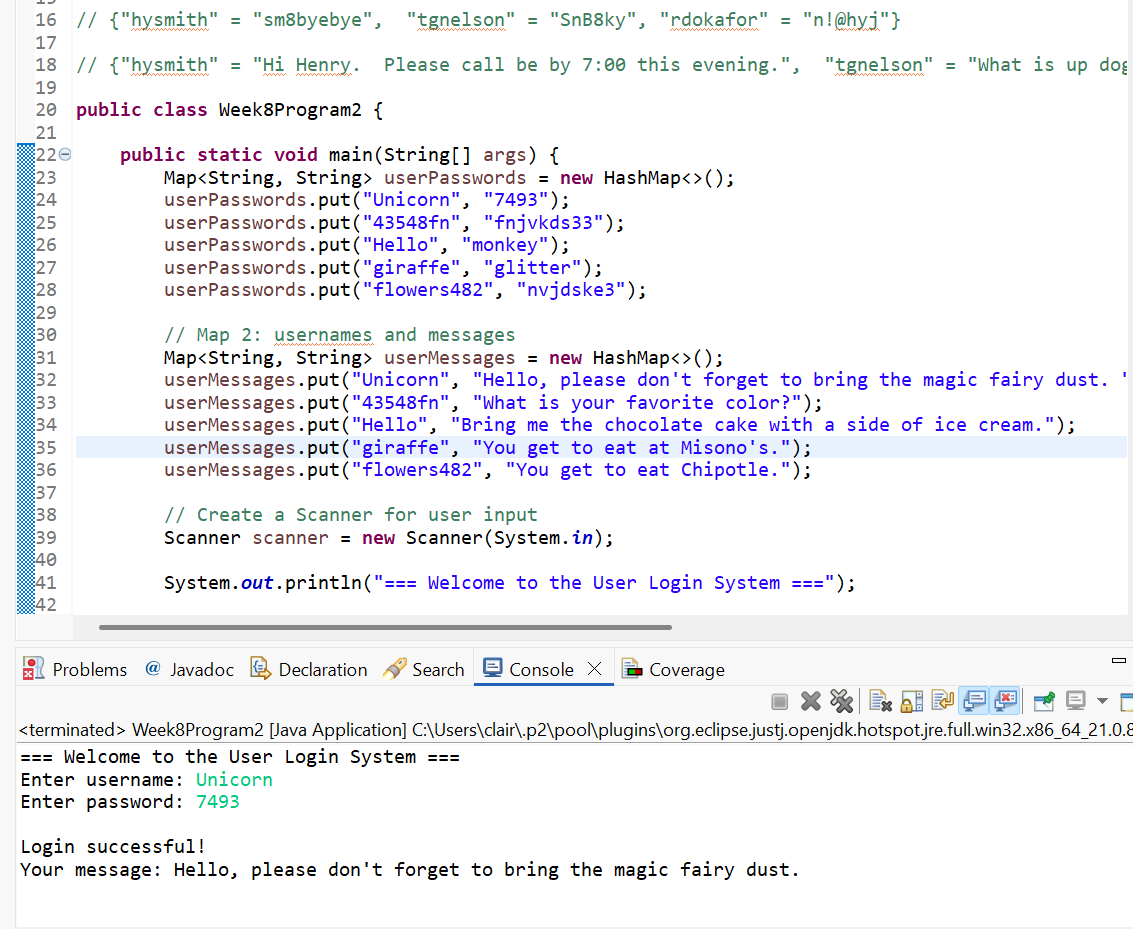 16 // {"hysmith" = "sm8byebye",  "tgnelson" = "SnB8ky", "rdokafor" = "n!@hyj"}
17
18 // {"hysmith" = "Hi Henry.  Please call be by 7:00 this evening.",  "tgnelson" = "What is up dog
19
20 public class Week8Program2 {
21
22     public static void main(String[] args) {
23         Map<String, String> userPasswords = new HashMap<>();
24         userPasswords.put("Unicorn", "7493");
25         userPasswords.put("43548fn", "fnjvkds33");
26         userPasswords.put("Hello", "monkey");
27         userPasswords.put("giraffe", "glitter");
28         userPasswords.put("flowers482", "nvjdske3");
29
30         // Map 2: usernames and messages
31         Map<String, String> userMessages = new HashMap<>();
32         userMessages.put("Unicorn", "Hello, please don't forget to bring the magic fairy dust. "
33         userMessages.put("43548fn", "What is your favorite color?");
34         userMessages.put("Hello", "Bring me the chocolate cake with a side of ice cream.");
35         userMessages.put("giraffe", "You get to eat at Misono's.");
36         userMessages.put("flowers482", "You get to eat Chipotle.");
37
38         // Create a Scanner for user input
39         Scanner scanner = new Scanner(System.in);
40
41         System.out.println("=== Welcome to the User Login System ===");
42
Problems @ Javadoc Declaration Search Console Coverage
<terminated> Week8Program2 [Java Application] C:\Users\clair\.p2\pool\plugins\org.eclipse.justj.openjdk.hotspot.jre.full.win32.x86_64_21.0.8
=== Welcome to the User Login System ===
Enter username: Unicorn
Enter password: 7493

Login successful!
Your message: Hello, please don't forget to bring the magic fairy dust.